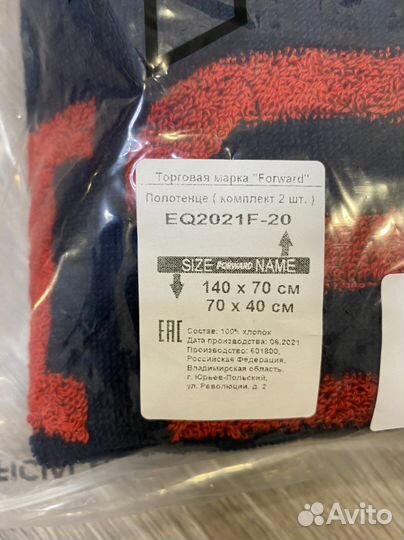 Торговая марка "Forward"
Полотенце ( комплект 2 шт. )
EQ2021F-20
SIZE FORWARD NAME
140 x 70 см
70 x 40 см
EAC
Состав: 100% хлопок
Дата производства: 06.2021
Производство: 601800,
Российская Федерация,
Владимирская область,
г. Юрьев-Польский,
ул. Революции, д. 2
Avito